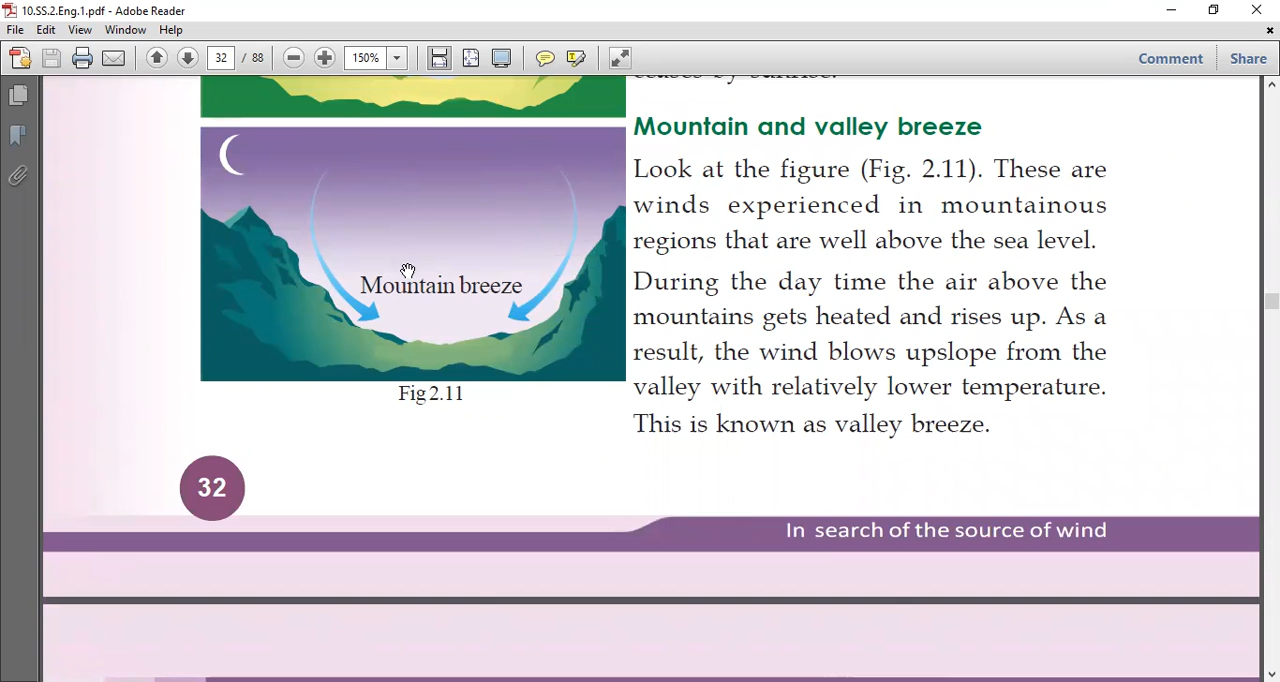 10.SS.2.Eng.1.pdf - Adobe Reader
File Edit View Window Help
32 / 88 150% Comment Share
ceases by sunrise.
Mountain and valley breeze
Look at the figure (Fig. 2.11). These are
winds experienced in mountainous
regions that are well above the sea level.
During the day time the air above the
mountains gets heated and rises up. As a
result, the wind blows upslope from the
valley with relatively lower temperature.
This is known as valley breeze.
Mountain breeze
Fig 2.11
32
In search of the source of wind